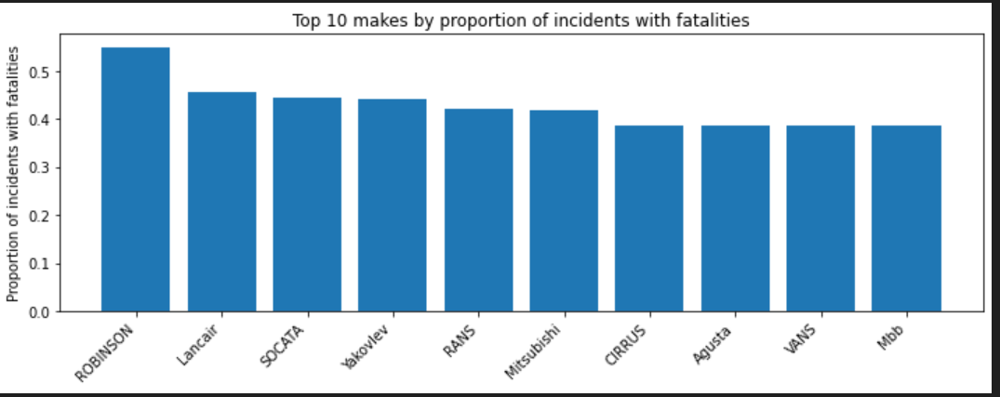 Top 10 makes by proportion of incidents with fatalities
Proportion of incidents with fatalities
0.5
0.4
0.3
0.2
0.1
0.0
ROBINSON
Lancair
SOCATA
Yakovlev
RANS
Mitsubishi
CIRRUS
Agusta
VANS
Mbb